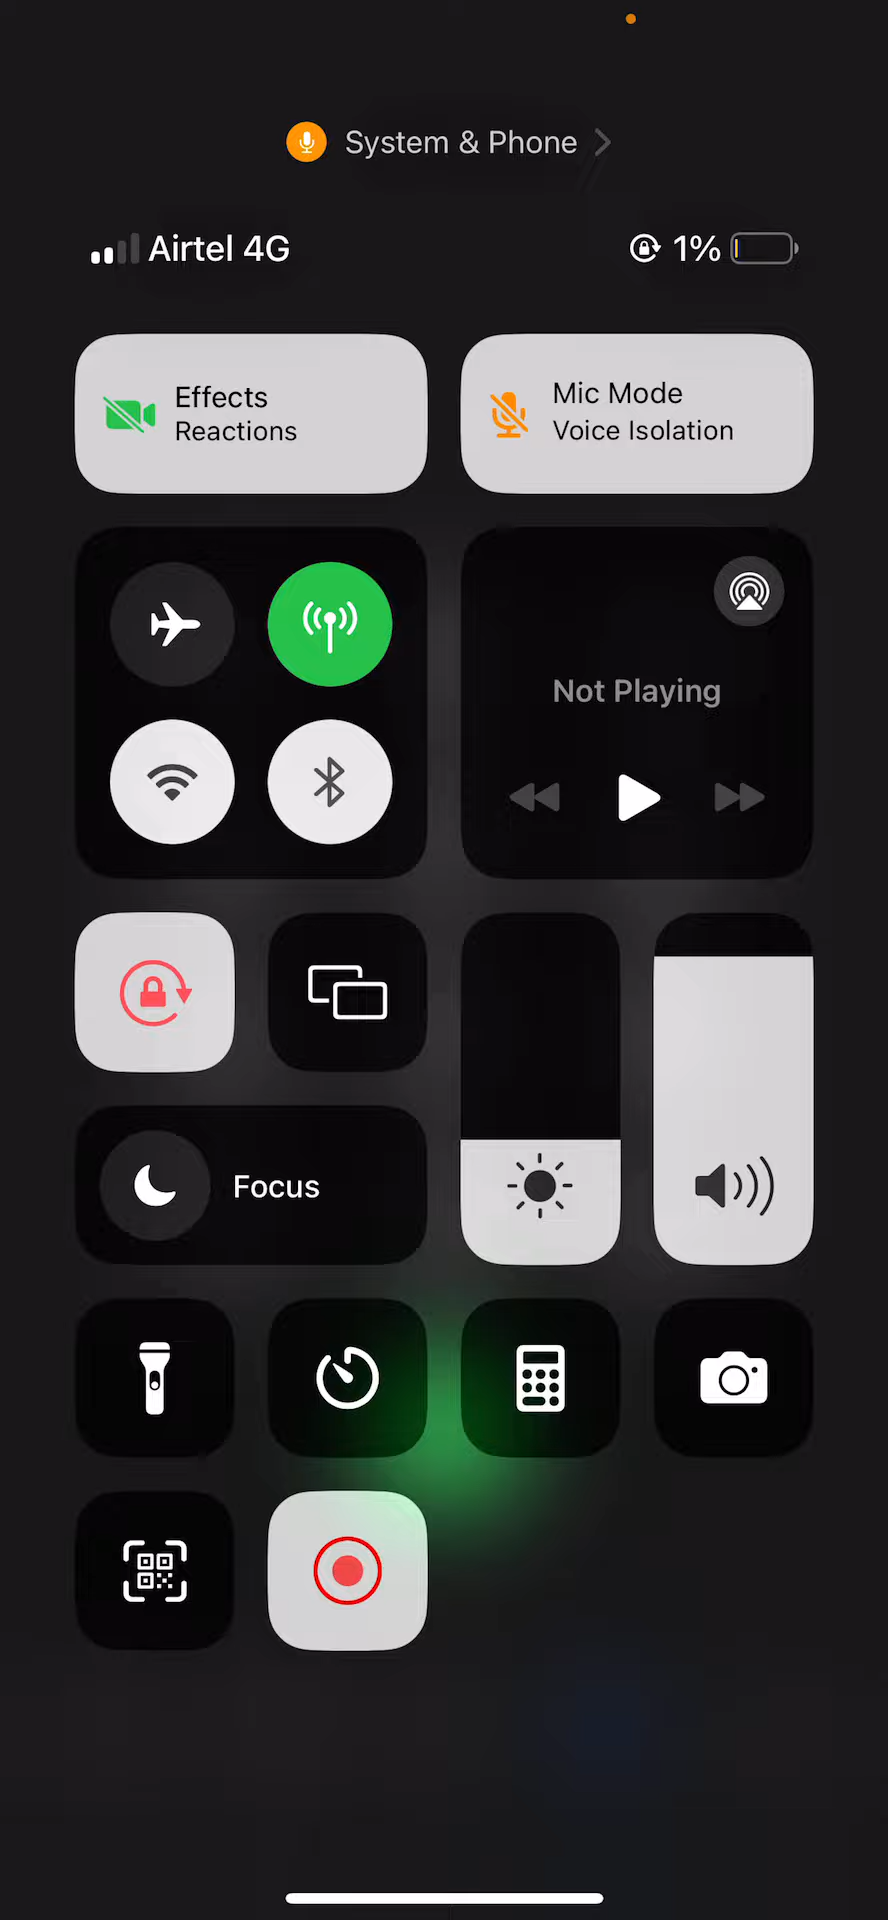 System & Phone
Airtel 4G
1%
Effects
Reactions
Mic Mode
Voice Isolation
Not Playing
Focus